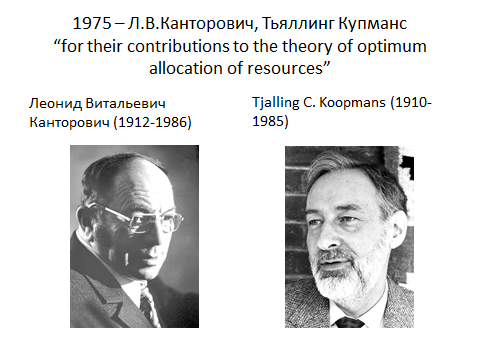 1975 – Л.В.Канторович, Тьяллинг Купманс
“for their contributions to the theory of optimum
allocation of resources”
Леонид Витальевич
Канторович (1912-1986)
Tjalling C. Koopmans (1910-
1985)